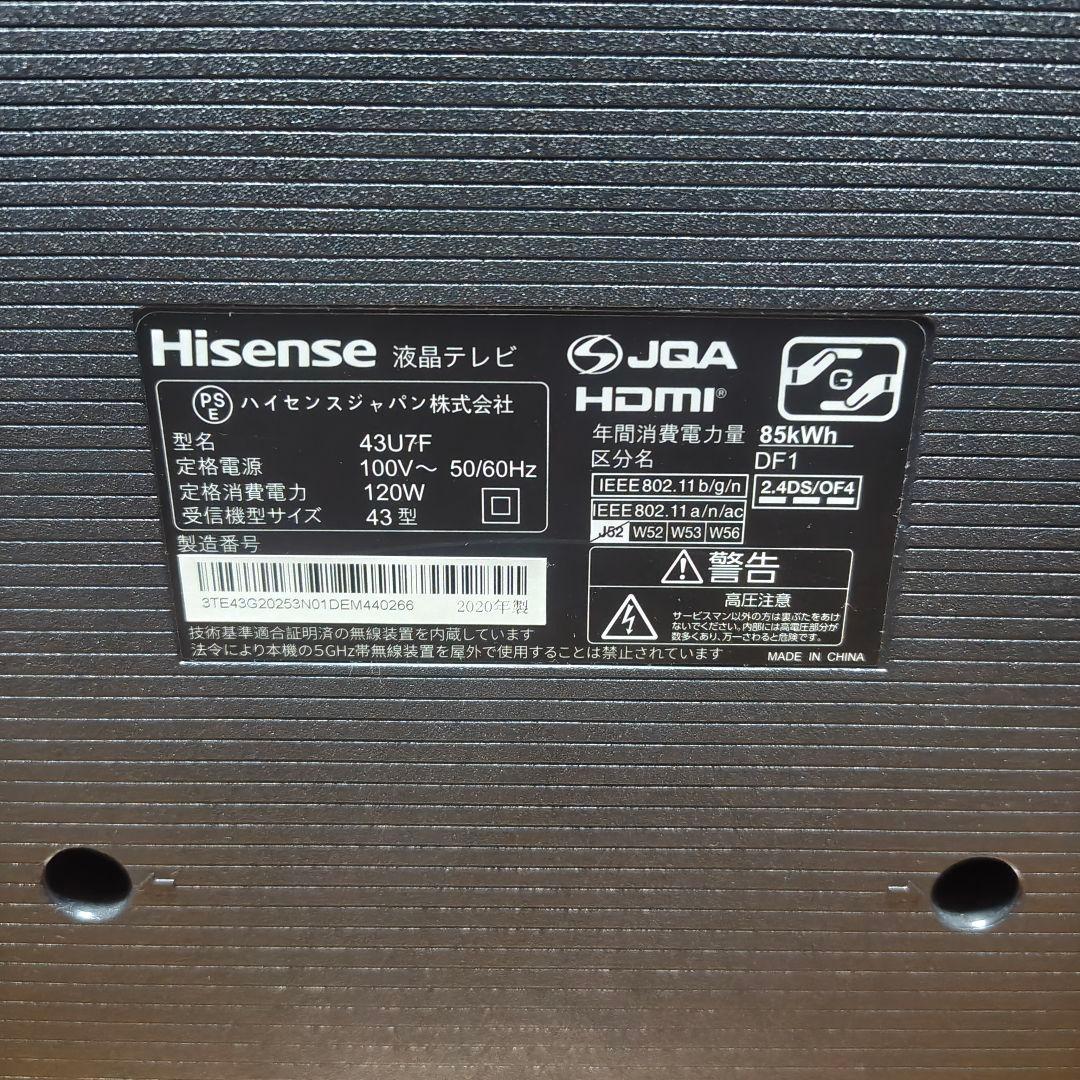 Hisense 液晶テレビ
PSE ハイセンスジャパン株式会社
型名 43U7F
定格電源 100V～ 50/60Hz
定格消費電力 120W
受信機型サイズ 43型
製造番号
3TE43G20253N01DEM440266 2020年製
技術基準適合証明済の無線装置を内蔵しています
法令により本機の5GHz帯無線装置を屋外で使用することは禁止されています
JQA
HDMI®
G
年間消費電力量 85kWh
区分名 DF1
IEEE802.11b/g/n 2.4DS/OF4
IEEE802.11a/n/ac
J52 W52 W53 W56
警告
高圧注意
サービスマン以外の方は裏ぶたをあけ
ないでください。内部には高電圧部分が
数多くあり、万一さわると危険です。
MADE IN CHINA